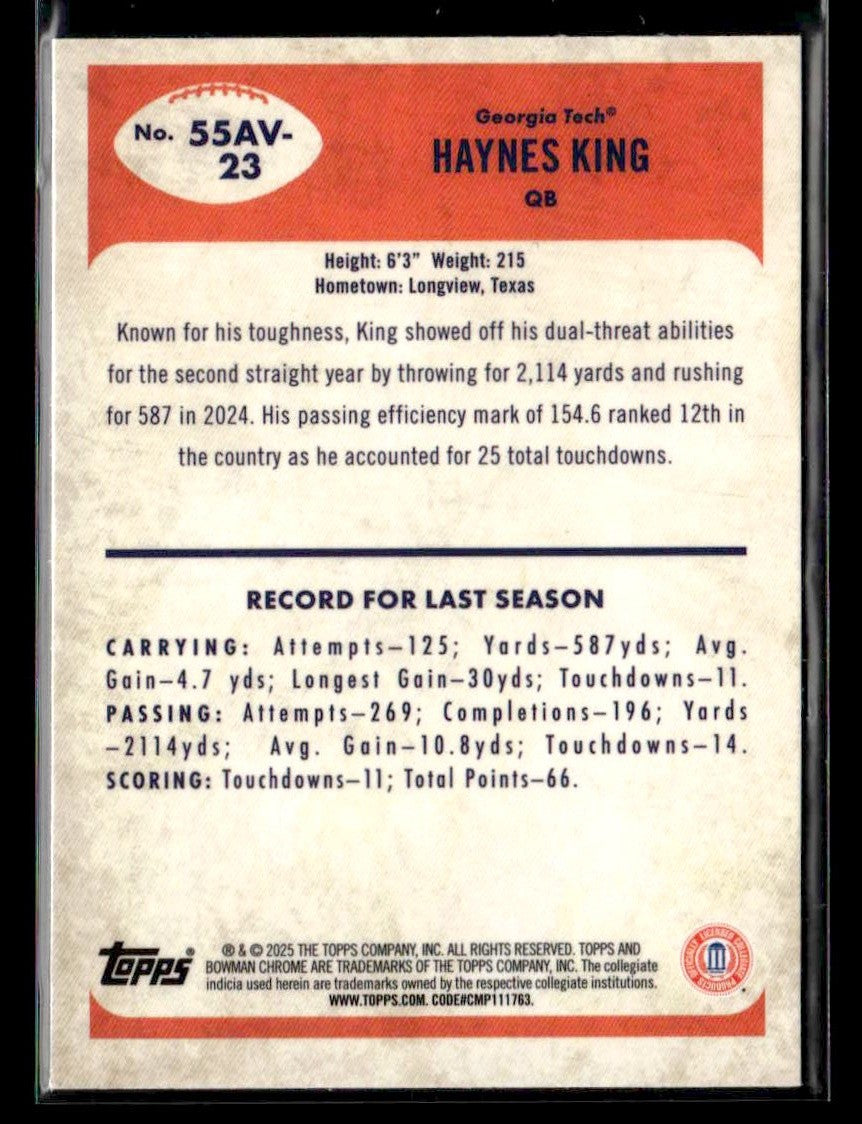 No. 55AV-
23
Georgia Tech®
HAYNES KING
QB
Height: 6'3" Weight: 215
Hometown: Longview, Texas
Known for his toughness, King showed off his dual-threat abilities
for the second straight year by throwing for 2,114 yards and rushing
for 587 in 2024. His passing efficiency mark of 154.6 ranked 12th in
the country as he accounted for 25 total touchdowns.
RECORD FOR LAST SEASON
CARRYING: Attempts–125; Yards–587yds; Avg.
Gain–4.7 yds; Longest Gain–30yds; Touchdowns–11.
PASSING: Attempts–269; Completions–196; Yards
–2114yds; Avg. Gain–10.8yds; Touchdowns–14.
SCORING: Touchdowns–11; Total Points–66.
Topps®
® & © 2025 THE TOPPS COMPANY, INC. ALL RIGHTS RESERVED. TOPPS AND
BOWMAN CHROME ARE TRADEMARKS OF THE TOPPS COMPANY, INC. The collegiate
indicia used herein are trademarks owned by the respective collegiate institutions.
WWW.TOPPS.COM. CODE#CMP111763.
OFFICIALLY LICENSED COLLEGIATE PRODUCTS